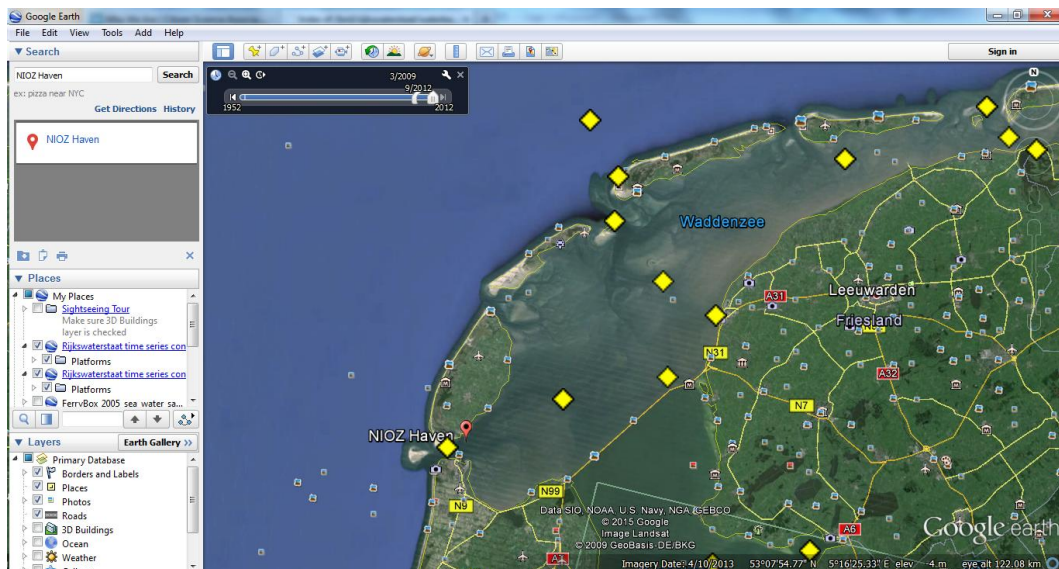 Google Earth
File Edit View Tools Add Help
Search
Sign in
NIOZ Haven
Search
ex: pizza near NYC
Get Directions History
NIOZ Haven
3/2009
9/2012
1952
2012
Places
My Places
Sightseeing Tour
Make sure 3D Buildings
layer is checked
Rijkswaterstaat time series con
Platforms
Rijkswaterstaat time series con
Platforms
FerryBox 2005 sea water sa...
Layers
Earth Gallery >>
Primary Database
Borders and Labels
Places
Photos
Roads
3D Buildings
Ocean
Weather
N
Waddenzee
A31
Leeuwarden
Friesland
N31
A32
N7
NIOZ Haven
N99
N9
A6
Data SIO, NOAA, U.S. Navy, NGA, GEBCO
© 2015 Google
Image Landsat
© 2009 GeoBasis-DE/BKG
Google earth
Imagery Date: 4/10/2013 53°07'54.77" N 5°16'25.33" E elev -4 m eye alt 122.08 km